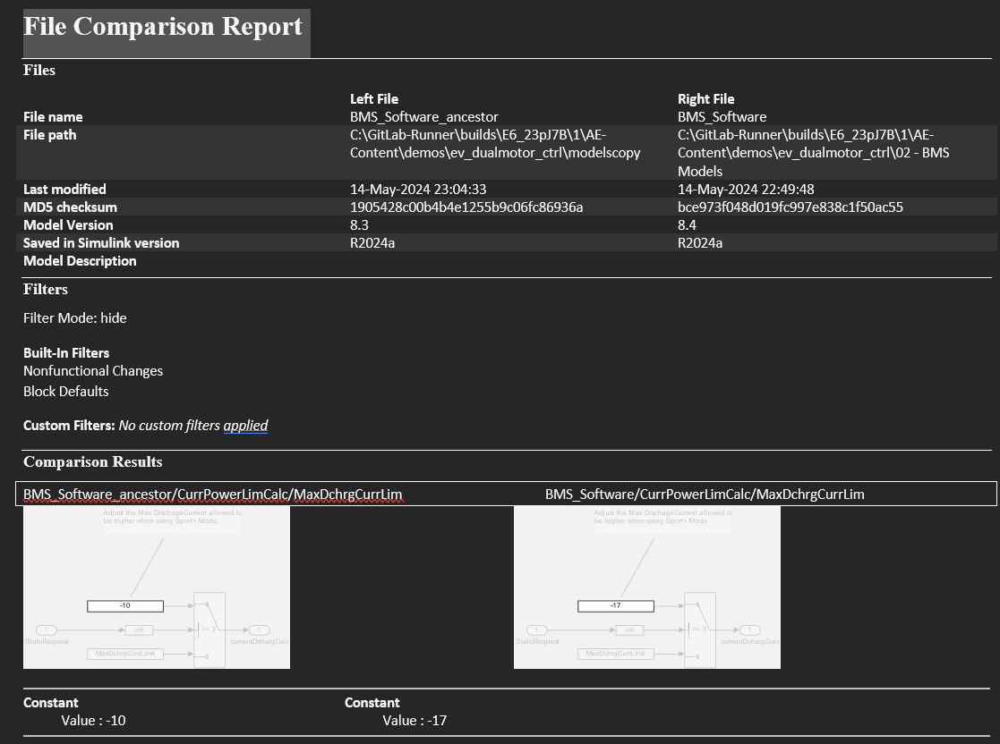 File Comparison Report
Files
Left File Right File
File name BMS_Software_ancestor BMS_Software
File path C:\GitLab-Runner\builds\E6_23pJ7B\1\AE- C:\GitLab-Runner\builds\E6_23pJ7B\1\AE-
Content\demos\ev_dualmotor_ctrl\modelscopy Content\demos\ev_dualmotor_ctrl\02 - BMS
Models
Last modified 14-May-2024 23:04:33 14-May-2024 22:49:48
MD5 checksum 1905428c00b4b4e1255b9c06fc86936a bce973f048d019fc997e838c1f50ac55
Model Version 8.3 8.4
Saved in Simulink version R2024a R2024a
Model Description
Filters
Filter Mode: hide
Built-In Filters
Nonfunctional Changes
Block Defaults
Custom Filters: No custom filters applied
Comparison Results
BMS_Software_ancestor/CurrPowerLimCalc/MaxDchrgCurrLim BMS_Software/CurrPowerLimCalc/MaxDchrgCurrLim
Adjust the Max DischageCurrent allowed to Adjust the Max DischageCurrent allowed to
be higher when using Sport+ Mode be higher when using Sport+ Mode
-10 -17
1 int8 >= 3 1 1 int8 >= 3 1
StateRequest currentDchargGain StateRequest currentDchargGain
MaxDchrgCurrLimit MaxDchrgCurrLimit
Constant Constant
Value : -10 Value : -17